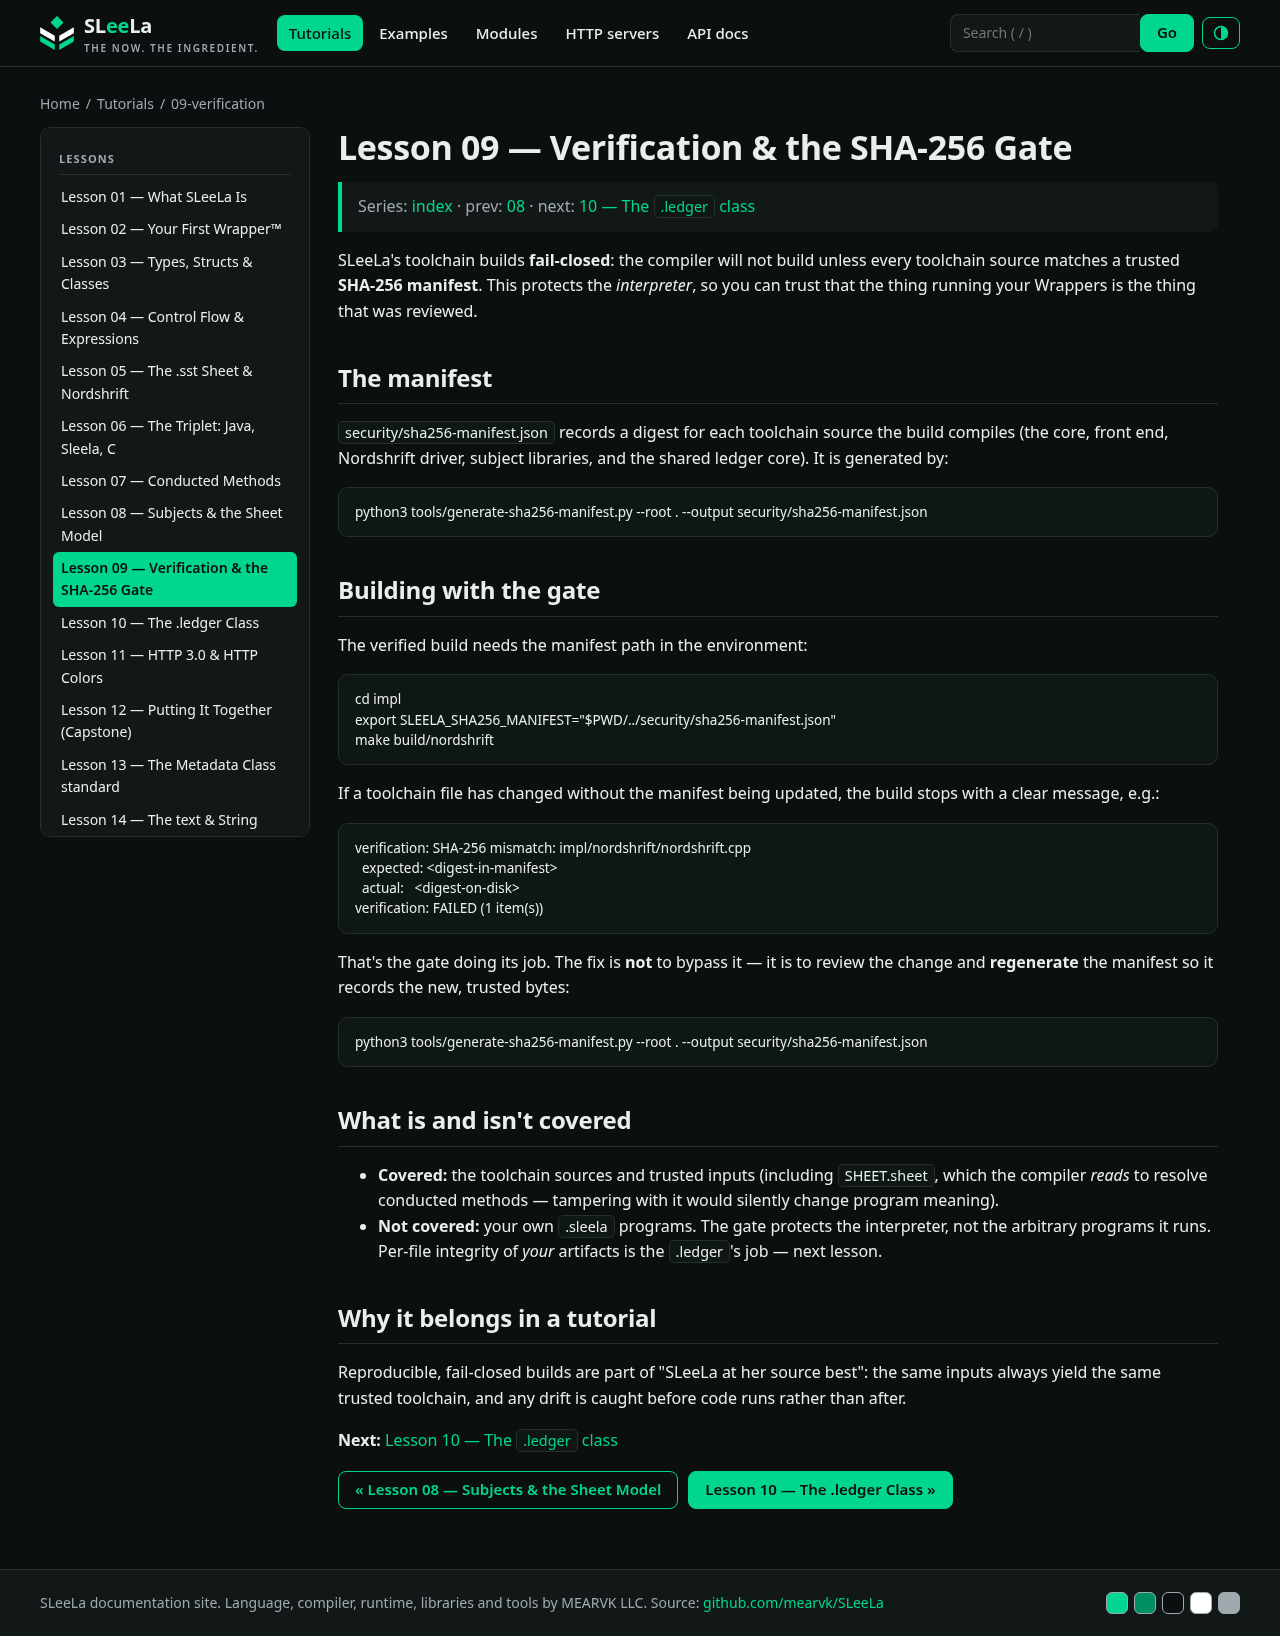 SLeeLa
THE NOW. THE INGREDIENT.
Tutorials
Examples
Modules
HTTP servers
API docs
Search ( / )
Go
Home / Tutorials / 09-verification
LESSONS
Lesson 01 — What SLeeLa Is
Lesson 02 — Your First Wrapper™
Lesson 03 — Types, Structs &
Classes
Lesson 04 — Control Flow &
Expressions
Lesson 05 — The .sst Sheet &
Nordshrift
Lesson 06 — The Triplet: Java,
Sleela, C
Lesson 07 — Conducted Methods
Lesson 08 — Subjects & the Sheet
Model
Lesson 09 — Verification & the
SHA-256 Gate
Lesson 10 — The .ledger Class
Lesson 11 — HTTP 3.0 & HTTP
Colors
Lesson 12 — Putting It Together
(Capstone)
Lesson 13 — The Metadata Class
standard
Lesson 14 — The text & String
Lesson 09 — Verification & the SHA-256 Gate
Series: index · prev: 08 · next: 10 — The .ledger class
SLeeLa's toolchain builds fail-closed: the compiler will not build unless every toolchain source matches a trusted
SHA-256 manifest. This protects the interpreter, so you can trust that the thing running your Wrappers is the thing
that was reviewed.
The manifest
security/sha256-manifest.json records a digest for each toolchain source the build compiles (the core, front end,
Nordshrift driver, subject libraries, and the shared ledger core). It is generated by:
python3 tools/generate-sha256-manifest.py --root . --output security/sha256-manifest.json
Building with the gate
The verified build needs the manifest path in the environment:
cd impl
export SLEELA_SHA256_MANIFEST="$PWD/../security/sha256-manifest.json"
make build/nordshrift
If a toolchain file has changed without the manifest being updated, the build stops with a clear message, e.g.:
verification: SHA-256 mismatch: impl/nordshrift/nordshrift.cpp
expected: <digest-in-manifest>
actual: <digest-on-disk>
verification: FAILED (1 item(s))
That's the gate doing its job. The fix is not to bypass it — it is to review the change and regenerate the manifest so it
records the new, trusted bytes:
python3 tools/generate-sha256-manifest.py --root . --output security/sha256-manifest.json
What is and isn't covered
• Covered: the toolchain sources and trusted inputs (including SHEET.sheet, which the compiler reads to resolve
conducted methods — tampering with it would silently change program meaning).
• Not covered: your own .sleela programs. The gate protects the interpreter, not the arbitrary programs it runs.
Per-file integrity of your artifacts is the .ledger's job — next lesson.
Why it belongs in a tutorial
Reproducible, fail-closed builds are part of "SLeeLa at her source best": the same inputs always yield the same
trusted toolchain, and any drift is caught before code runs rather than after.
Next: Lesson 10 — The .ledger class
« Lesson 08 — Subjects & the Sheet Model
Lesson 10 — The .ledger Class »
SLeeLa documentation site. Language, compiler, runtime, libraries and tools by MEARVK LLC. Source: github.com/mearvk/SLeeLa